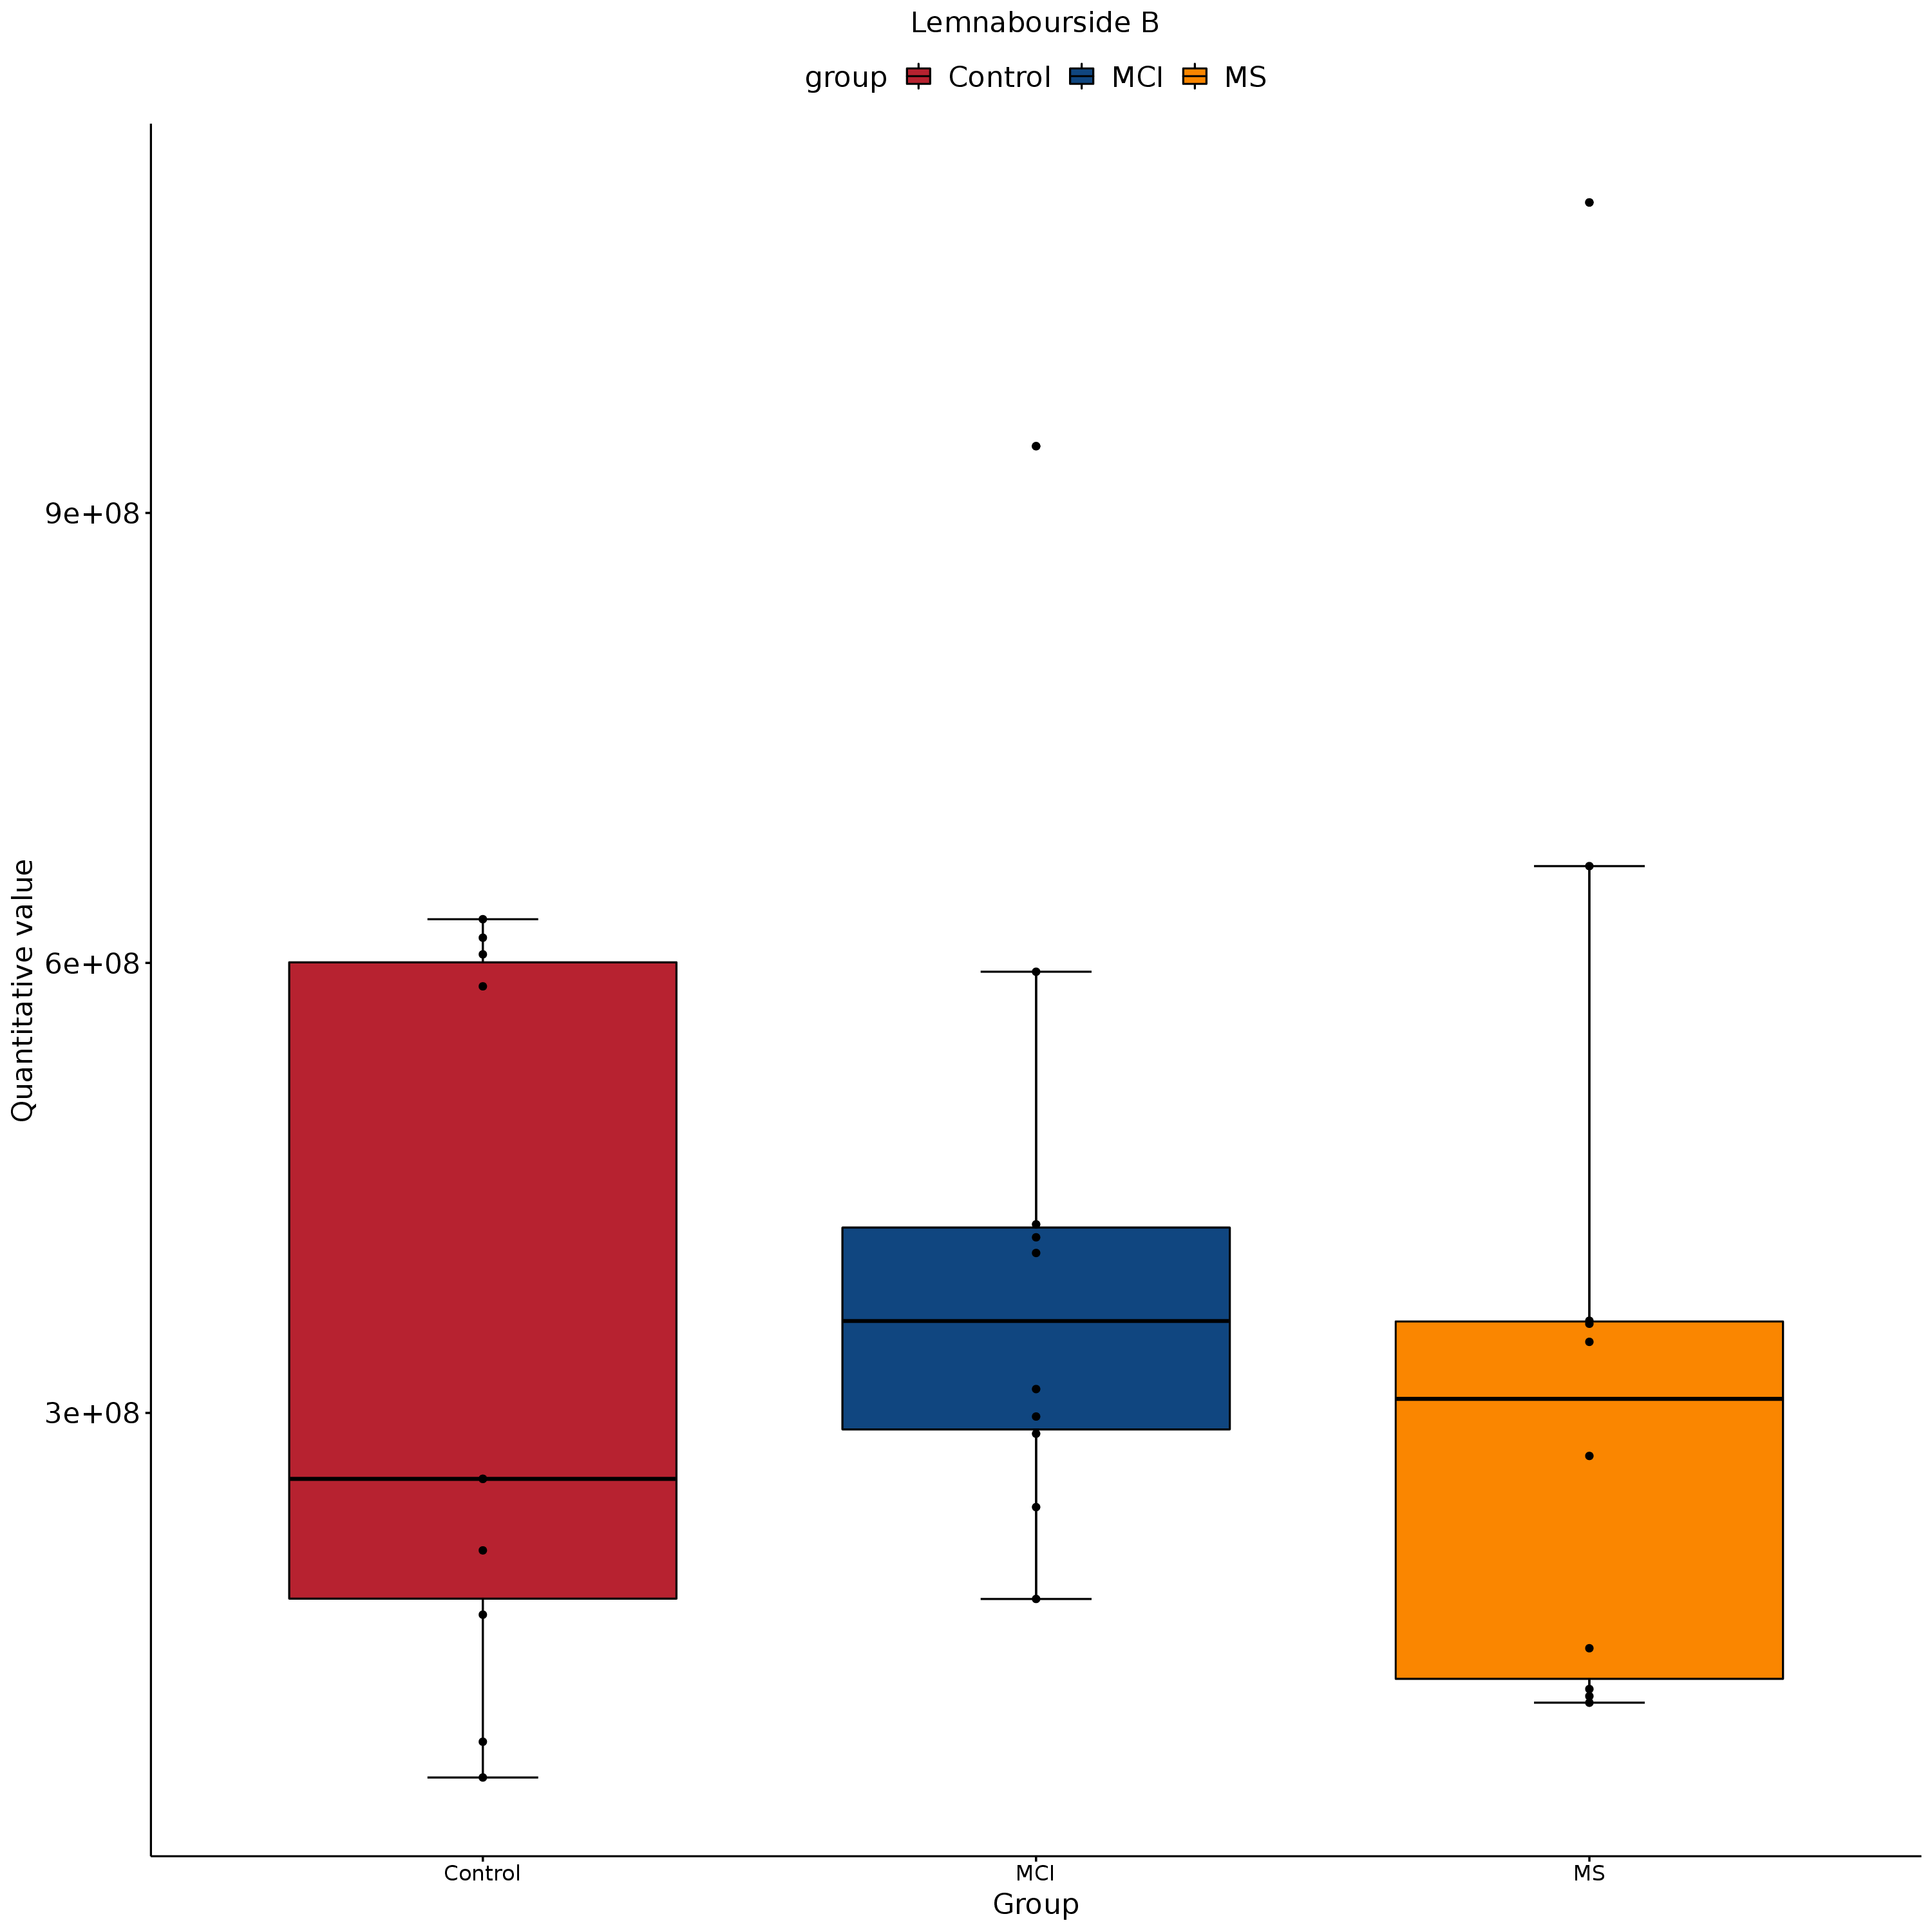 Lemnabourside B
group Control MCI MS
Quantitative value
9e+08
6e+08
3e+08
Control MCI MS
Group